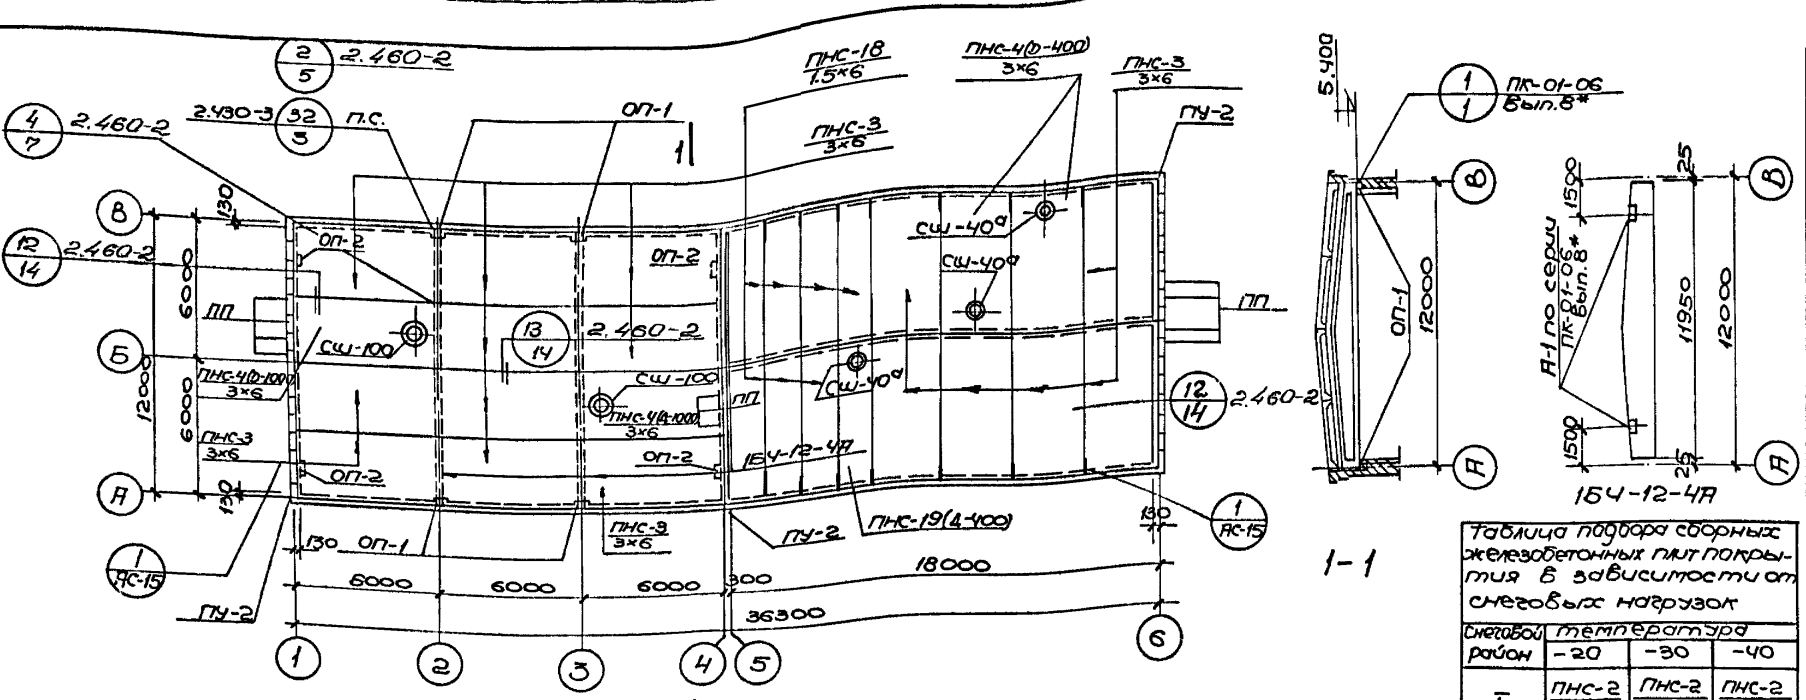 2
5
2.460-2
4
7
2.460-2
2.430-3
32
3
П.С.
ОП-1
1
ПНС-18
1.5×6
ПНС-4(D-400)
3×6
ПНС-3
3×6
ПНС-3
3×6
ПУ-2
В
130
12
14
2.460-2
ОП-2
ОП-2
СШ-40а
СШ-40а
6000
ПП
СШ-100
13
14
2.460-2
ПП
Б
ПНС-4(D-1000)
3×6
12000
6000
СШ-100
СШ-40а
ПП
ПНС-4(Д-1000)
3×6
12
14
2.460-2
ПНС-3
3×6
ОП-2
ОП-2
1БЧ-12-4А
А
130
ПНС-3
3×6
ПУ-2
ПНС-19(Д-400)
130
1
АС-15
1
АС-15
130
ОП-1
6000
6000
6000
300
18000
ПУ-2
36300
1
2
3
4
5
6
5.400
1
1
ПК-01-06
Вып.8*
В
ОП-1
12000
А
1-1
1500
25
В
А-1 по серии
ПК-01-06
Вып.8*
11950
12000
1500
25
А
1БЧ-12-4А
Таблица подбора сборных
железобетонных плит покры-
тия в зависимости от
снеговых нагрузок
Снеговой
район
температура
-20
-30
-40
I
ПНС-2
ПНС-2
ПНС-2